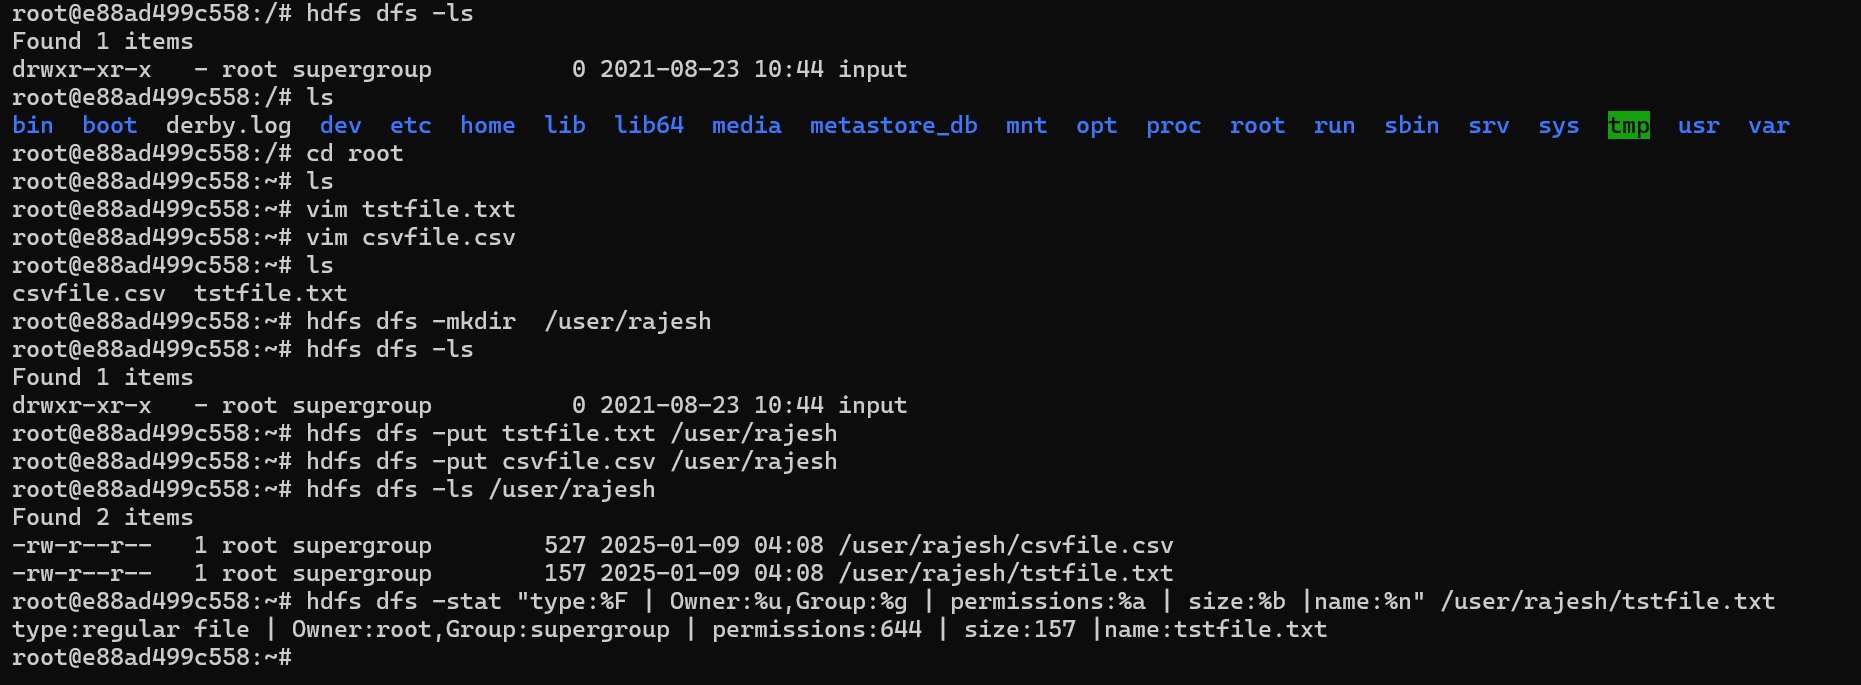 root@e88ad499c558:/# hdfs dfs -ls
Found 1 items
drwxr-xr-x   - root supergroup          0 2021-08-23 10:44 input
root@e88ad499c558:/# ls
bin  boot  derby.log  dev  etc  home  lib  lib64  media  metastore_db  mnt  opt  proc  root  run  sbin  srv  sys  tmp  usr  var
root@e88ad499c558:/# cd root
root@e88ad499c558:~# ls
root@e88ad499c558:~# vim tstfile.txt
root@e88ad499c558:~# vim csvfile.csv
root@e88ad499c558:~# ls
csvfile.csv  tstfile.txt
root@e88ad499c558:~# hdfs dfs -mkdir  /user/rajesh
root@e88ad499c558:~# hdfs dfs -ls
Found 1 items
drwxr-xr-x   - root supergroup          0 2021-08-23 10:44 input
root@e88ad499c558:~# hdfs dfs -put tstfile.txt /user/rajesh
root@e88ad499c558:~# hdfs dfs -put csvfile.csv /user/rajesh
root@e88ad499c558:~# hdfs dfs -ls /user/rajesh
Found 2 items
-rw-r--r--   1 root supergroup        527 2025-01-09 04:08 /user/rajesh/csvfile.csv
-rw-r--r--   1 root supergroup        157 2025-01-09 04:08 /user/rajesh/tstfile.txt
root@e88ad499c558:~# hdfs dfs -stat "type:%F | Owner:%u,Group:%g | permissions:%a | size:%b |name:%n" /user/rajesh/tstfile.txt
type:regular file | Owner:root,Group:supergroup | permissions:644 | size:157 |name:tstfile.txt
root@e88ad499c558:~#